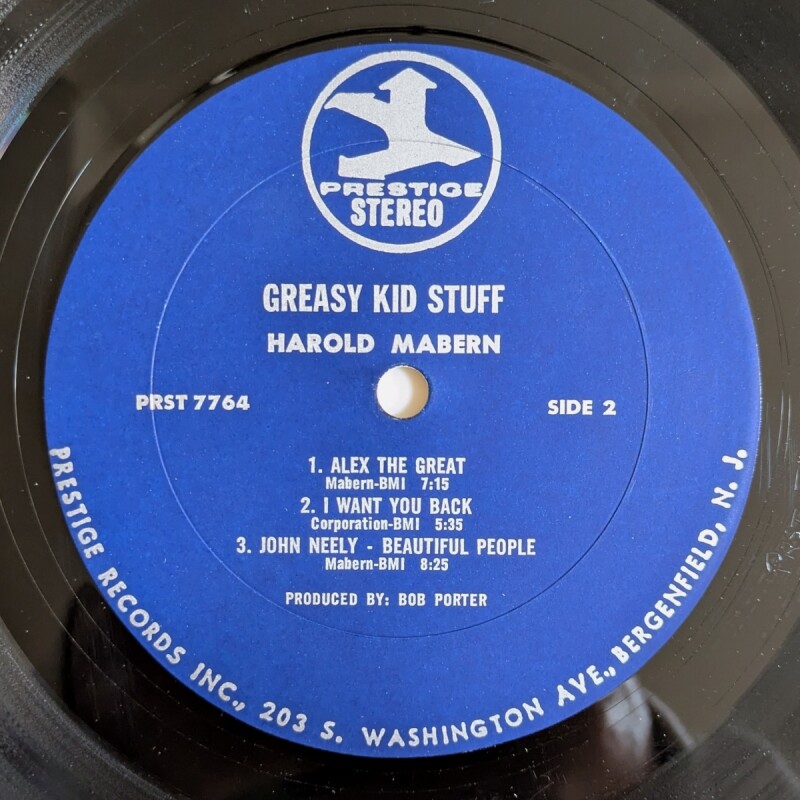 PRESTIGE
STEREO
GREASY KID STUFF
HAROLD MABERN
PRST 7764
SIDE 2
1. ALEX THE GREAT
Mabern-BMI 7:15
2. I WANT YOU BACK
Corporation-BMI 5:35
3. JOHN NEELY - BEAUTIFUL PEOPLE
Mabern-BMI 8:25
PRODUCED BY: BOB PORTER
PRESTIGE RECORDS INC., 203 S. WASHINGTON AVE., BERGENFIELD, N. J.